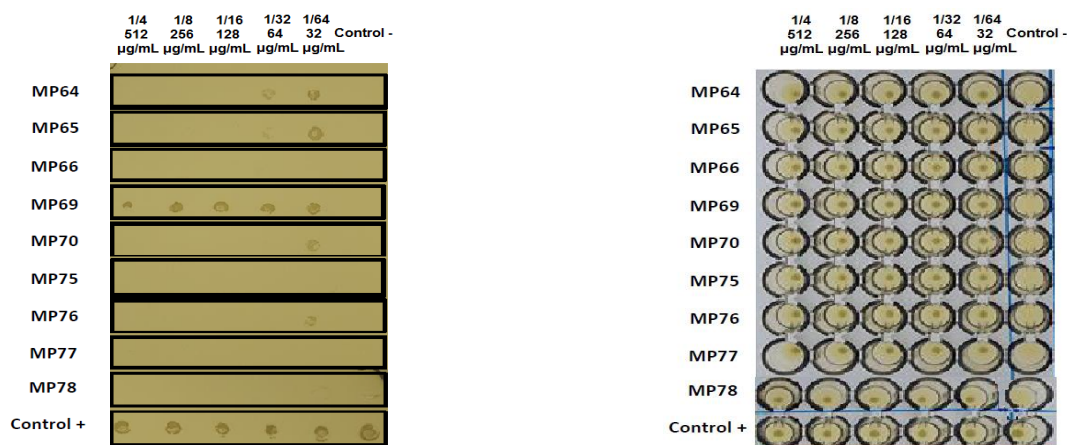 1/4 1/8 1/16 1/32 1/64
512 256 128 64 32 Control -
µg/mL µg/mL µg/mL µg/mL µg/mL
MP64
MP65
MP66
MP69
MP70
MP75
MP76
MP77
MP78
Control +
1/4 1/8 1/16 1/32 1/64
512 256 128 64 32 Control -
µg/mL µg/mL µg/mL µg/mL µg/mL
MP64
MP65
MP66
MP69
MP70
MP75
MP76
MP77
MP78
Control +